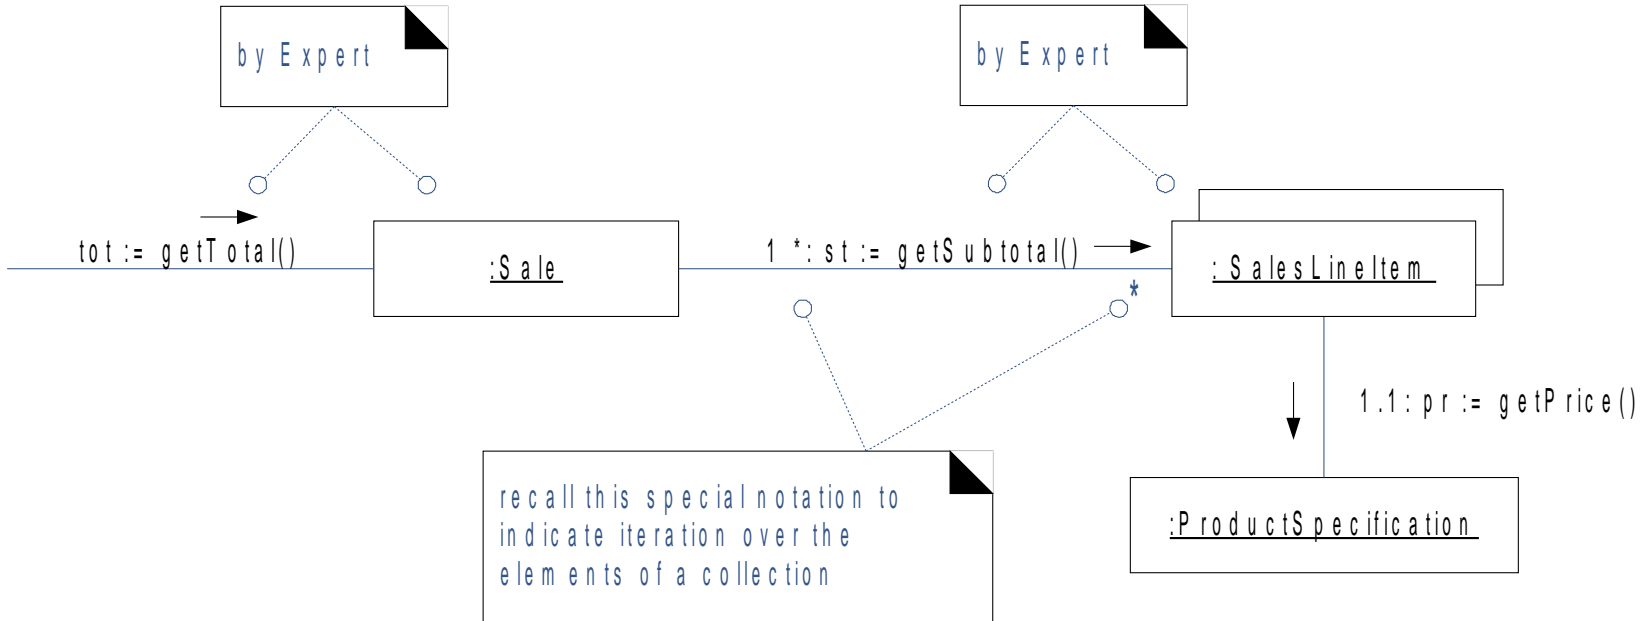 by Expert
by Expert
tot := getTotal()
:Sale
1 *: st := getSubtotal()
: SalesLineItem
*
1.1: pr := getPrice()
recall this special notation to
indicate iteration over the
elements of a collection
:ProductSpecification